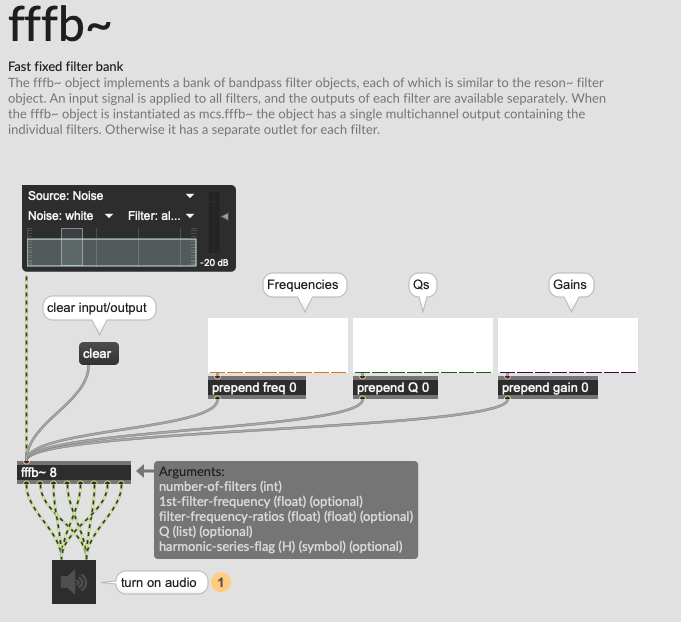 fffb~
Fast fixed filter bank
The fffb~ object implements a bank of bandpass filter objects, each of which is similar to the reson~ filter
object. An input signal is applied to all filters, and the outputs of each filter are available separately. When
the fffb~ object is instantiated as mcs.fffb~ the object has a single multichannel output containing the
individual filters. Otherwise it has a separate outlet for each filter.
Source: Noise
Noise: white Filter: al...
-20 dB
clear input/output
Frequencies
Qs
Gains
clear
prepend freq 0
prepend Q 0
prepend gain 0
fffb~ 8
Arguments:
number-of-filters (int)
1st-filter-frequency (float) (optional)
filter-frequency-ratios (float) (float) (optional)
Q (list) (optional)
harmonic-series-flag (H) (symbol) (optional)
turn on audio 1